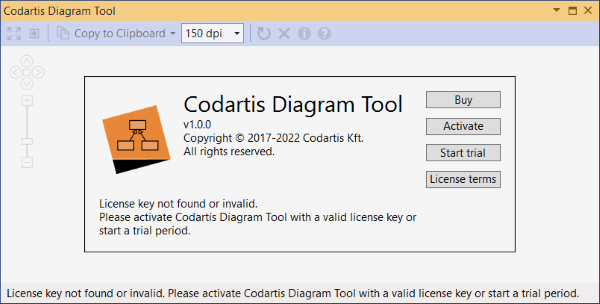 Codartis Diagram Tool
Copy to Clipboard 150 dpi
Codartis Diagram Tool
v1.0.0
Copyright © 2017-2022 Codartis Kft.
All rights reserved.
Buy
Activate
Start trial
License terms
License key not found or invalid.
Please activate Codartis Diagram Tool with a valid license key or
start a trial period.
License key not found or invalid. Please activate Codartis Diagram Tool with a valid license key or start a trial period.